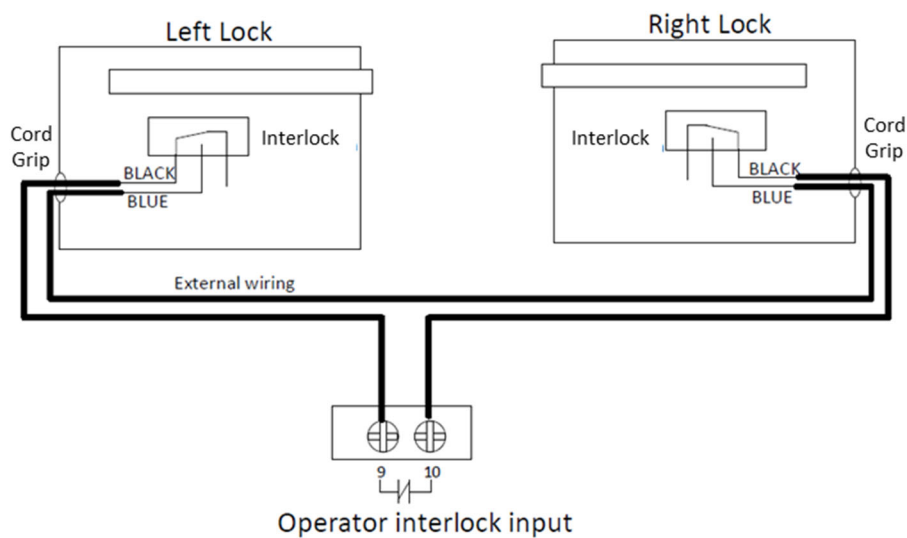 Left Lock
Right Lock
Cord
Grip
Interlock
Interlock
Cord
Grip
BLACK
BLUE
BLACK
BLUE
External wiring
9 10
Operator interlock input